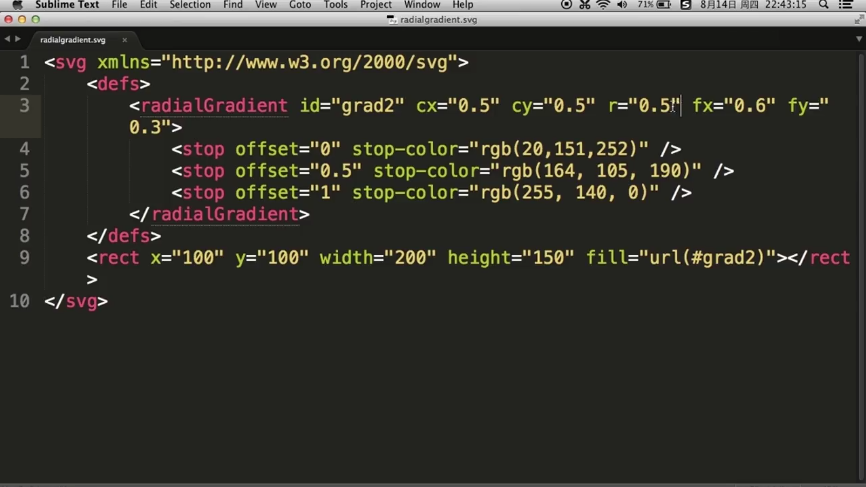 Sublime Text File Edit Selection Find View Goto Tools Project Window Help 71% 8月14日 周四 22:43:15
radialgradient.svg
radialgradient.svg ×
1 <svg xmlns="http://www.w3.org/2000/svg">
2 <defs>
3 <radialGradient id="grad2" cx="0.5" cy="0.5" r="0.5" fx="0.6" fy="
0.3">
4 <stop offset="0" stop-color="rgb(20,151,252)" />
5 <stop offset="0.5" stop-color="rgb(164, 105, 190)" />
6 <stop offset="1" stop-color="rgb(255, 140, 0)" />
7 </radialGradient>
8 </defs>
9 <rect x="100" y="100" width="200" height="150" fill="url(#grad2)"></rect
>
10 </svg>